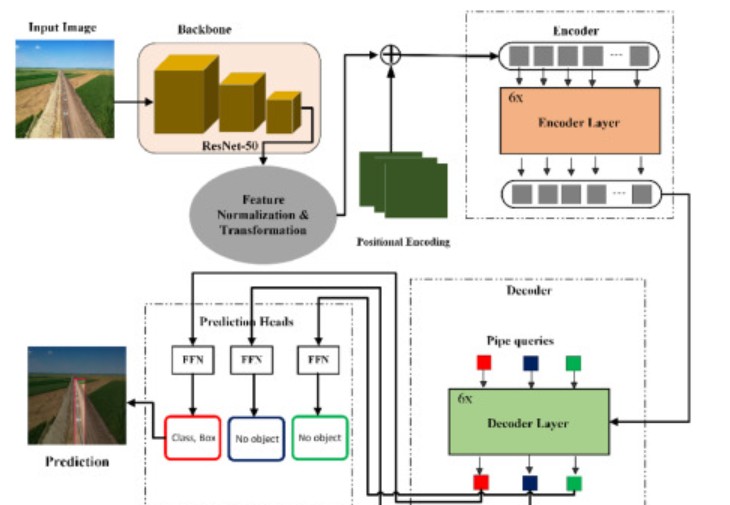 Input Image
Backbone
ResNet-50
Feature
Normalization &
Transformation
Positional Encoding
Encoder
6x
Encoder Layer
Decoder
Pipe queries
6x
Decoder Layer
Prediction Heads
FFN
FFN
FFN
Class, Box
No object
No object
Prediction